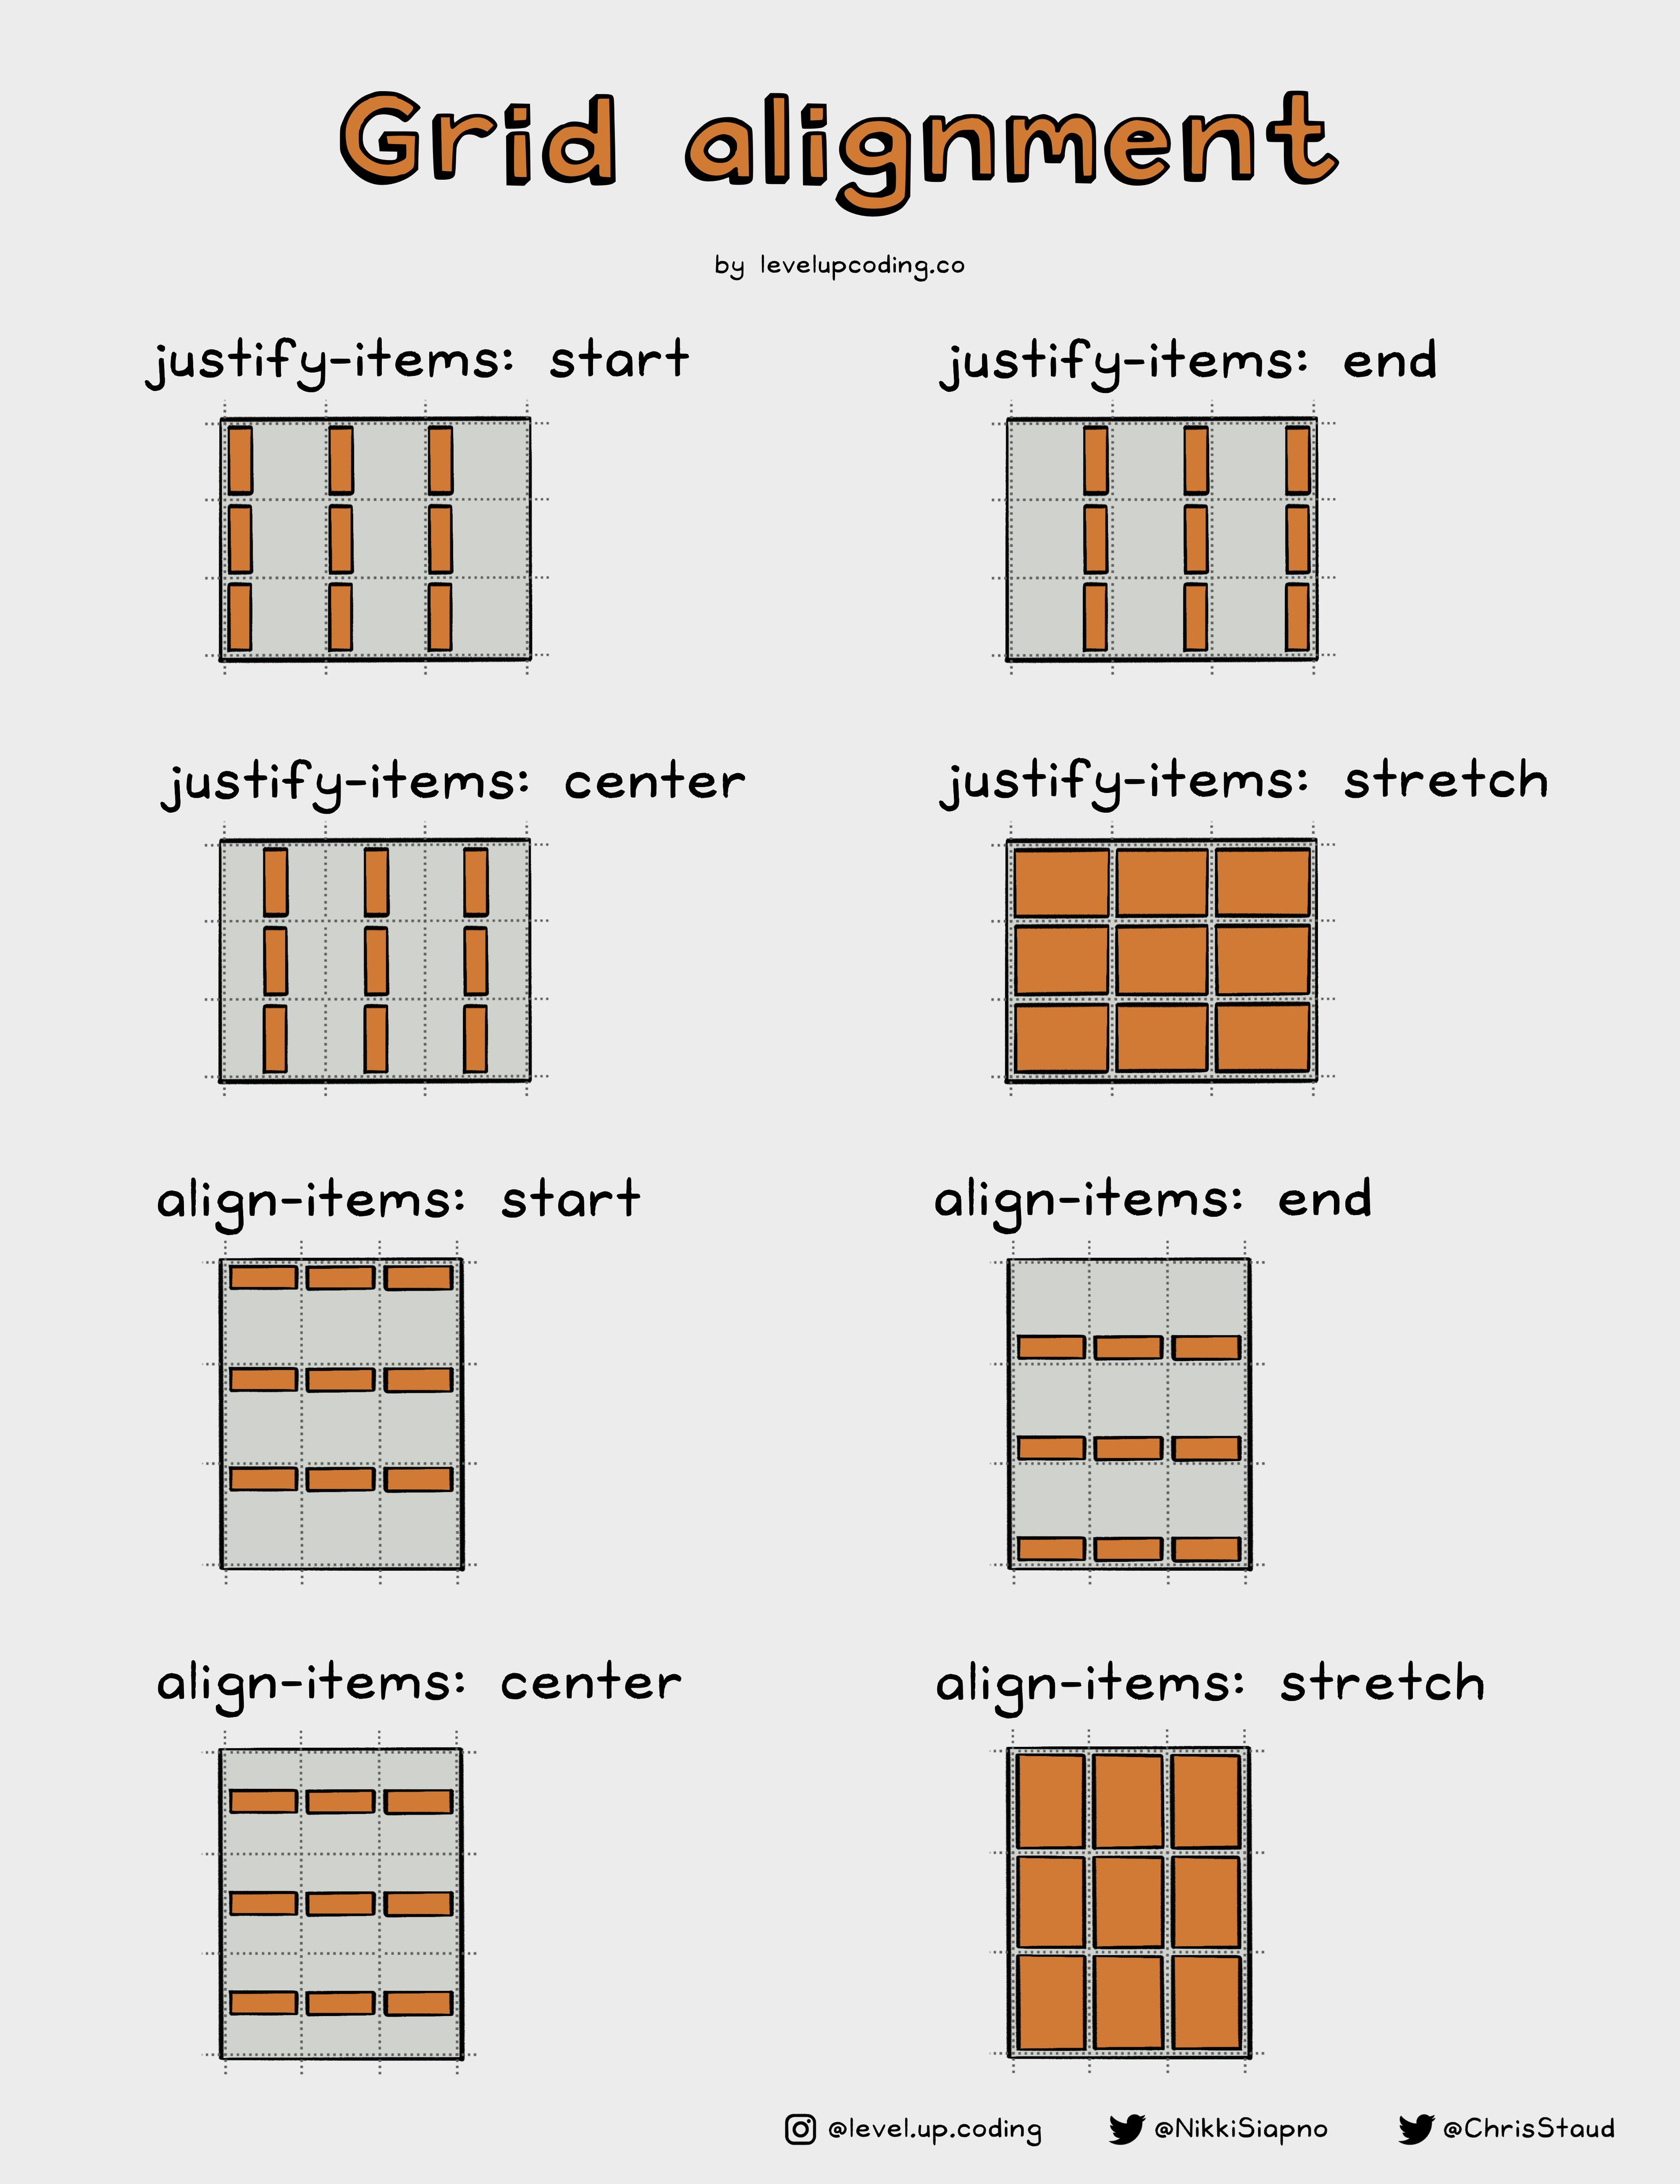 Grid alignment
by levelupcoding.co
justify-items: start
justify-items: end
justify-items: center
justify-items: stretch
align-items: start
align-items: end
align-items: center
align-items: stretch
@level.up.coding
@NikkiSiapno
@ChrisStaud